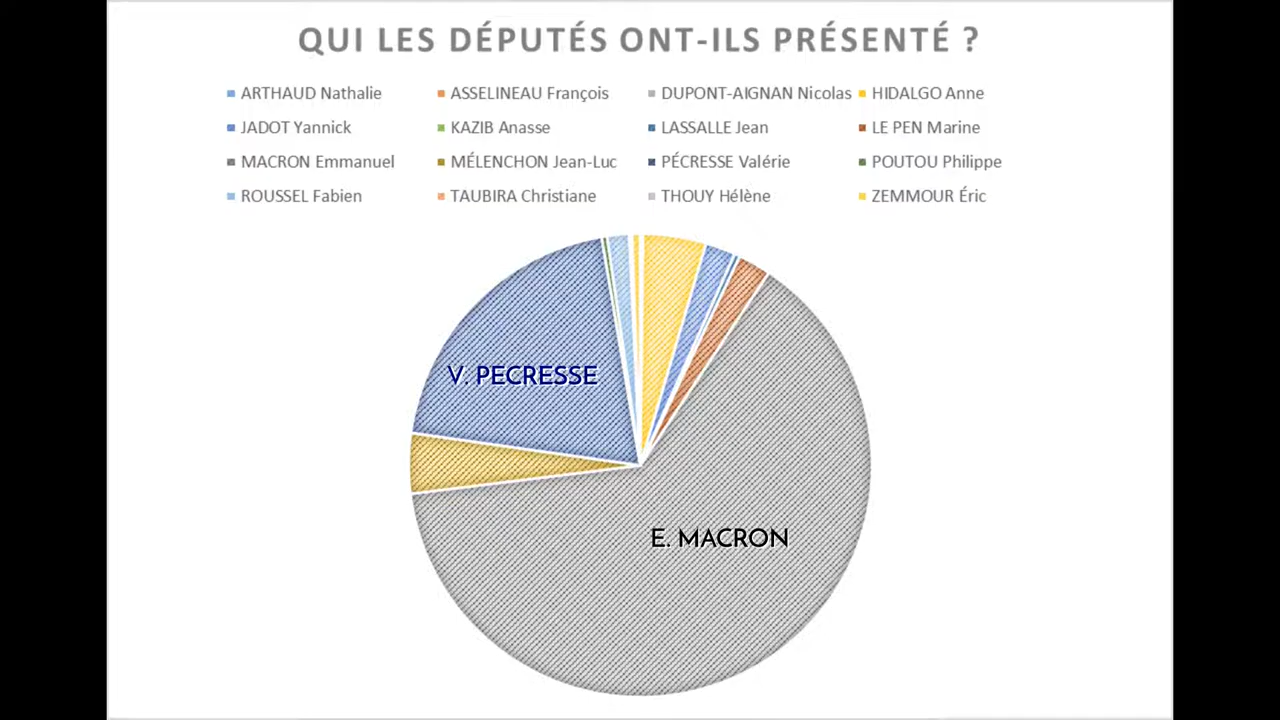 QUI LES DÉPUTÉS ONT-ILS PRÉSENTÉ ?
ARTHAUD Nathalie ASSELINEAU François DUPONT-AIGNAN Nicolas HIDALGO Anne
JADOT Yannick KAZIB Anasse LASSALLE Jean LE PEN Marine
MACRON Emmanuel MÉLENCHON Jean-Luc PÉCRESSE Valérie POUTOU Philippe
ROUSSEL Fabien TAUBIRA Christiane THOUY Hélène ZEMMOUR Éric
V. PECRESSE
E. MACRON